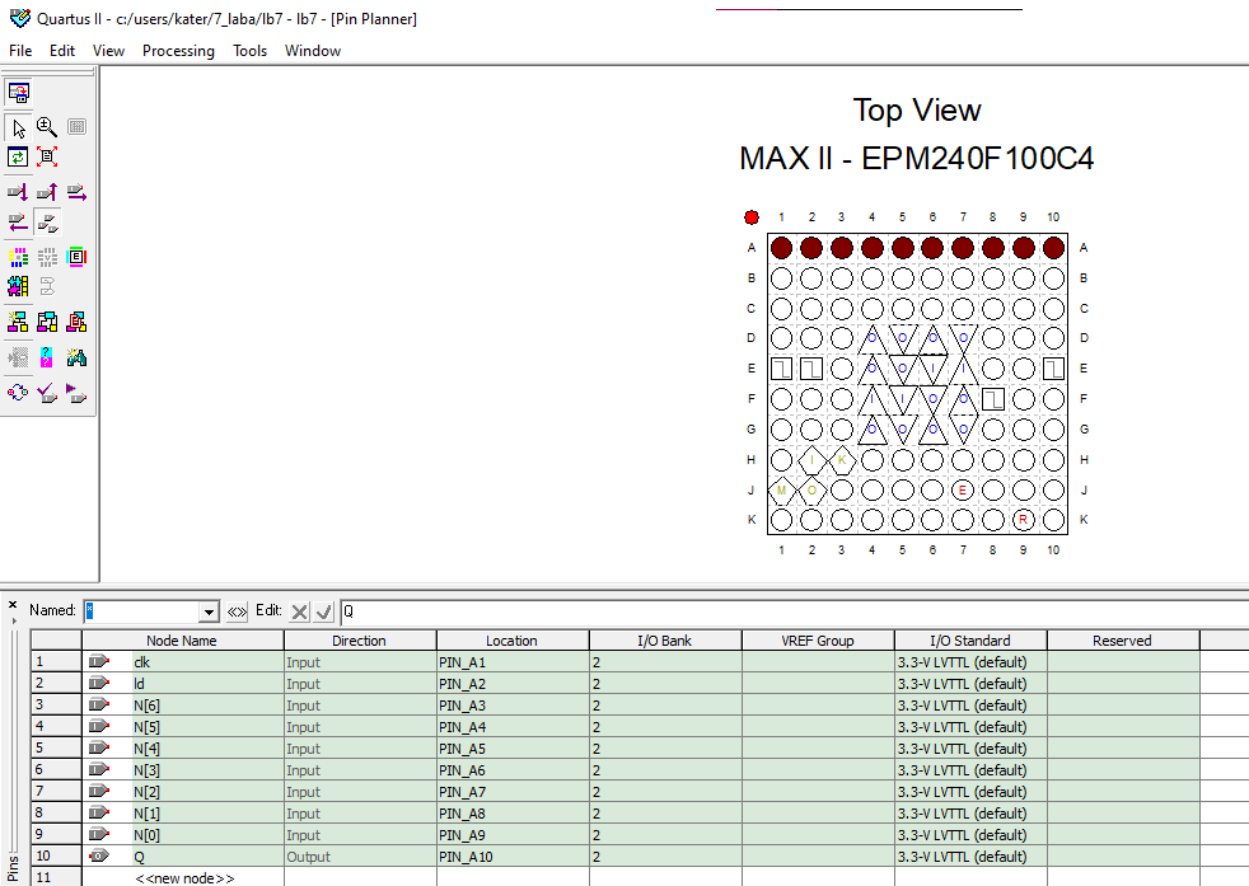 Quartus II - c:/users/kater/7_laba/lb7 - lb7 - [Pin Planner]
File Edit View Processing Tools Window
Top View
MAX II - EPM240F100C4
1 2 3 4 5 6 7 8 9 10
A A
B B
C C
D O O O O D
E O O I I E
F I I O O F
G O O O O G
H I K H
J M O E J
K R K
1 2 3 4 5 6 7 8 9 10
Named: * Edit: Q
Node Name Direction Location I/O Bank VREF Group I/O Standard Reserved
1 clk Input PIN_A1 2 3.3-V LVTTL (default)
2 ld Input PIN_A2 2 3.3-V LVTTL (default)
3 N[6] Input PIN_A3 2 3.3-V LVTTL (default)
4 N[5] Input PIN_A4 2 3.3-V LVTTL (default)
5 N[4] Input PIN_A5 2 3.3-V LVTTL (default)
6 N[3] Input PIN_A6 2 3.3-V LVTTL (default)
7 N[2] Input PIN_A7 2 3.3-V LVTTL (default)
8 N[1] Input PIN_A8 2 3.3-V LVTTL (default)
9 N[0] Input PIN_A9 2 3.3-V LVTTL (default)
10 Q Output PIN_A10 2 3.3-V LVTTL (default)
11 <<new node>>
Pins